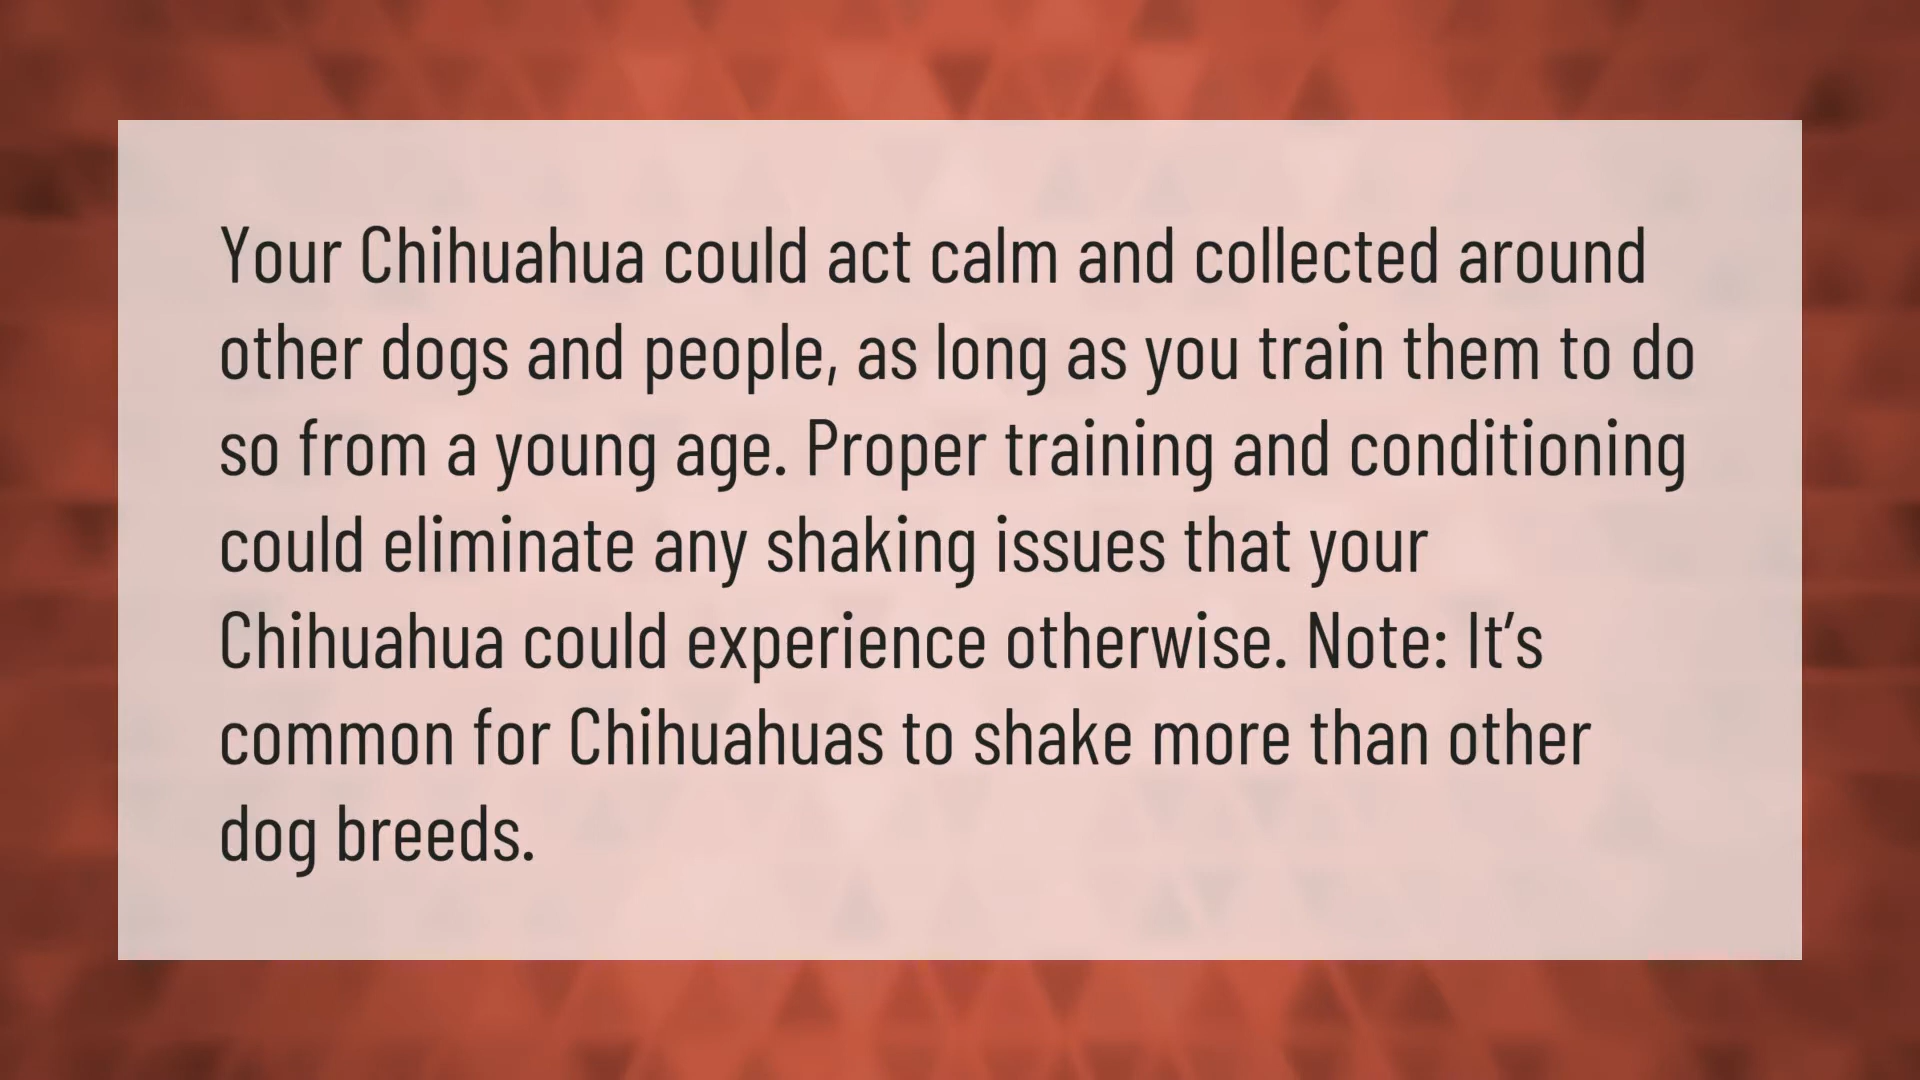 Your Chihuahua could act calm and collected around
other dogs and people, as long as you train them to do
so from a young age. Proper training and conditioning
could eliminate any shaking issues that your
Chihuahua could experience otherwise. Note: It’s
common for Chihuahuas to shake more than other
dog breeds.